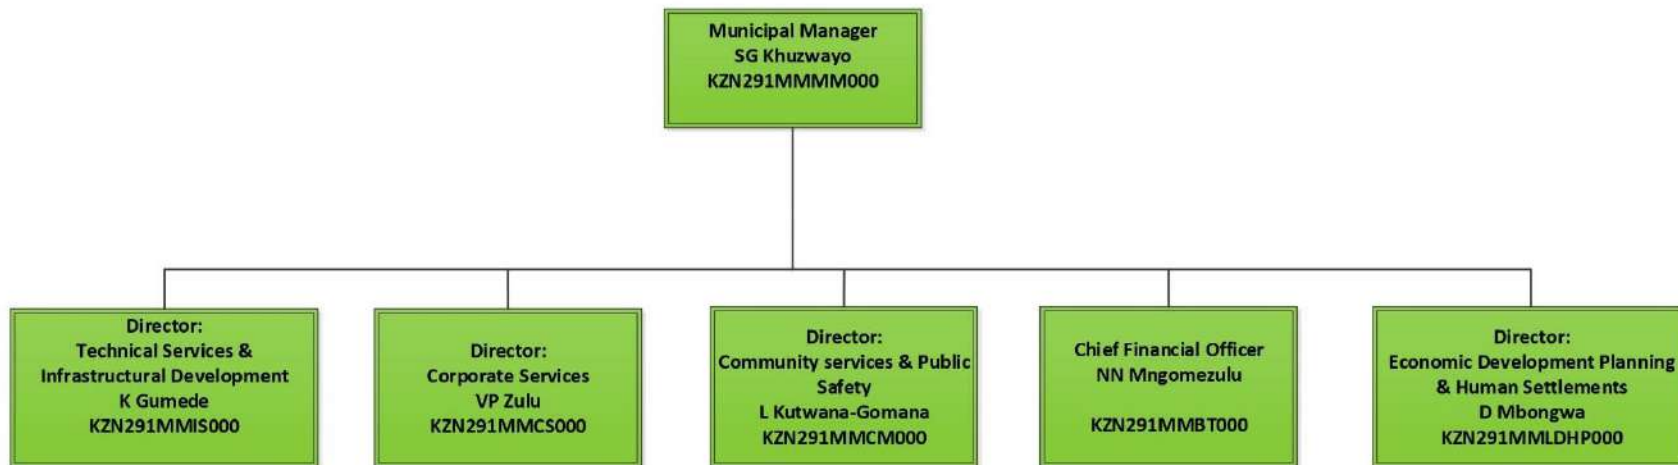 Municipal Manager
SG Khuzwayo
KZN291MMMM000
Director:
Technical Services &
Infrastructural Development
K Gumede
KZN291MMIS000
Director:
Corporate Services
VP Zulu
KZN291MMCS000
Director:
Community services & Public
Safety
L Kutwana-Gomana
KZN291MMCM000
Chief Financial Officer
NN Mngomezulu
KZN291MMBT000
Director:
Economic Development Planning
& Human Settlements
D Mbongwa
KZN291MMLDHP000